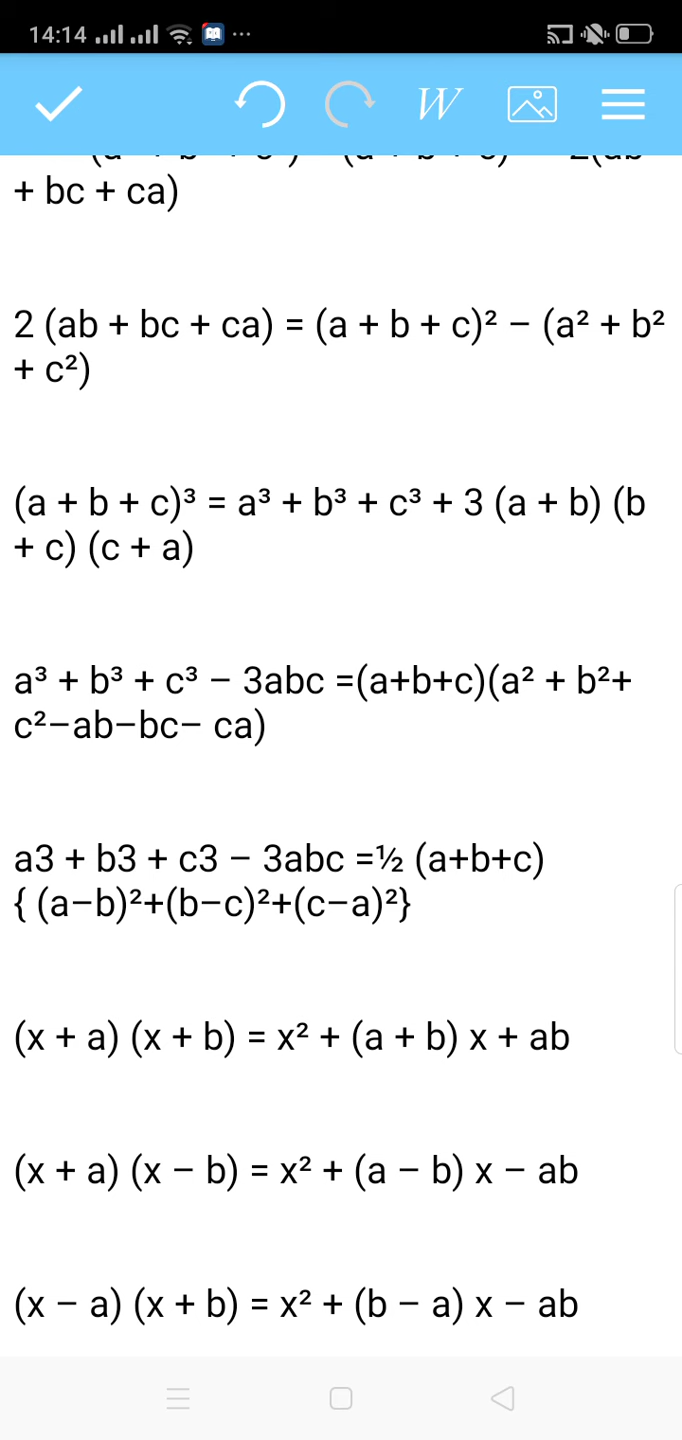 14:14
W
+ bc + ca)
2 (ab + bc + ca) = (a + b + c)² − (a² + b²
+ c²)
(a + b + c)³ = a³ + b³ + c³ + 3 (a + b) (b
+ c) (c + a)
a³ + b³ + c³ − 3abc =(a+b+c)(a² + b²+
c²−ab−bc− ca)
a3 + b3 + c3 − 3abc =½ (a+b+c)
{ (a−b)²+(b−c)²+(c−a)²}
(x + a) (x + b) = x² + (a + b) x + ab
(x + a) (x − b) = x² + (a − b) x − ab
(x − a) (x + b) = x² + (b − a) x − ab